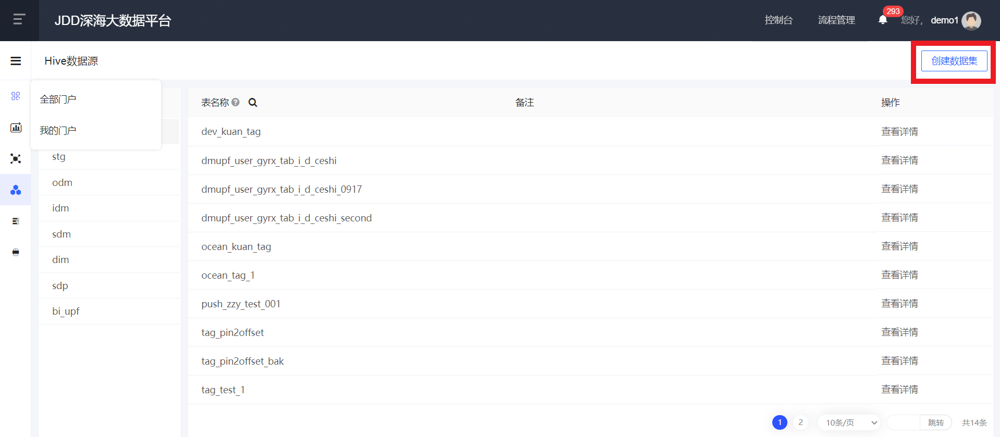 JDD深海大数据平台
控制台
流程管理
293
您好,
demo1
Hive数据源
创建数据集
全部门户
我的门户
stg
odm
idm
sdm
dim
sdp
bi_upf
表名称 ? 备注 操作
dev_kuan_tag 查看详情
dmupf_user_gyrx_tab_i_d_ceshi 查看详情
dmupf_user_gyrx_tab_i_d_ceshi_0917 查看详情
dmupf_user_gyrx_tab_i_d_ceshi_second 查看详情
ocean_kuan_tag 查看详情
ocean_tag_1 查看详情
push_zzy_test_001 查看详情
tag_pin2offset 查看详情
tag_pin2offset_bak 查看详情
tag_test_1 查看详情
1 2 10条/页 跳转 共14条